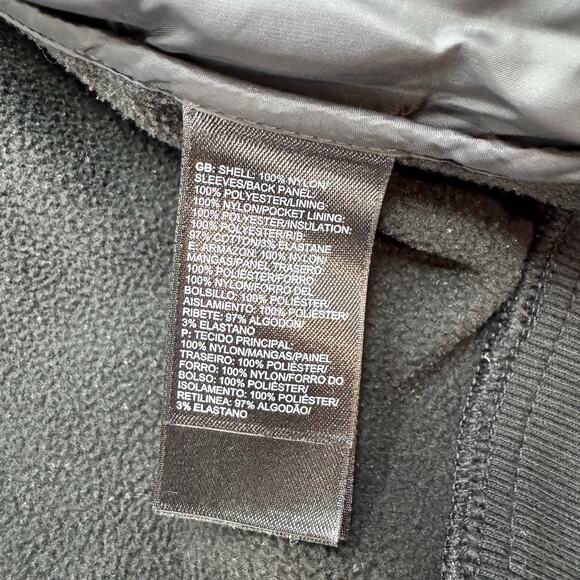 GB: SHELL: 100% NYLON/
SLEEVES/BACK PANEL:
100% POLYESTER/LINING:
100% NYLON/POCKET LINING:
100% POLYESTER/INSULATION:
100% POLYESTER/RIB:
97% COTTON/3% ELASTANE
E: ARMAZON: 100% NYLON
MANGAS/PANEL TRASERO
100% POLIÉSTER/FORRO
100% NYLON/FORRO DE
BOLSILLO: 100% POLIÉSTER/
AISLAMIENTO: 100% POLIÉSTER/
RIBETE: 97% ALGODÓN/
3% ELASTANO
P: TECIDO PRINCIPAL:
100% NYLON/MANGAS/PAINEL
TRASEIRO: 100% POLIÉSTER/
FORRO: 100% NYLON/FORRO DO
BOLSO: 100% POLIÉSTER/
ISOLAMENTO: 100% POLIÉSTER/
RETILINEA: 97% ALGODÃO/
3% ELASTANO